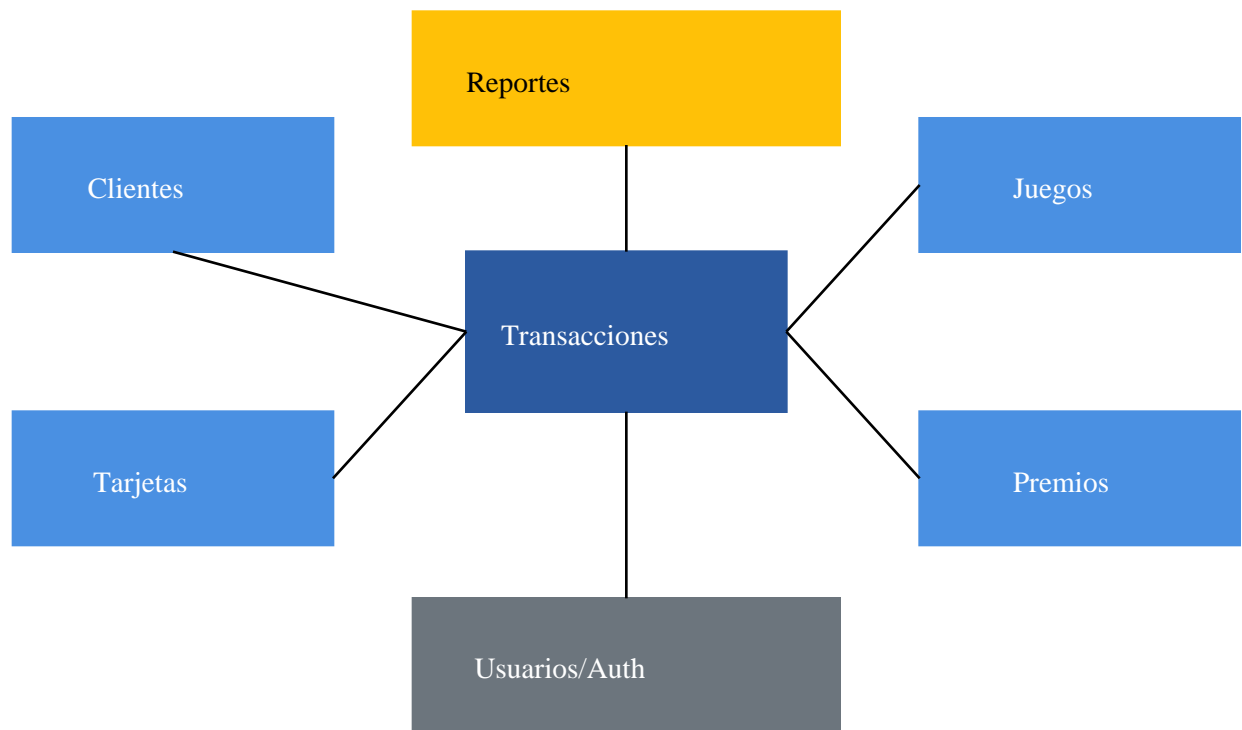 Reportes
Clientes
Juegos
Transacciones
Tarjetas
Premios
Usuarios/Auth